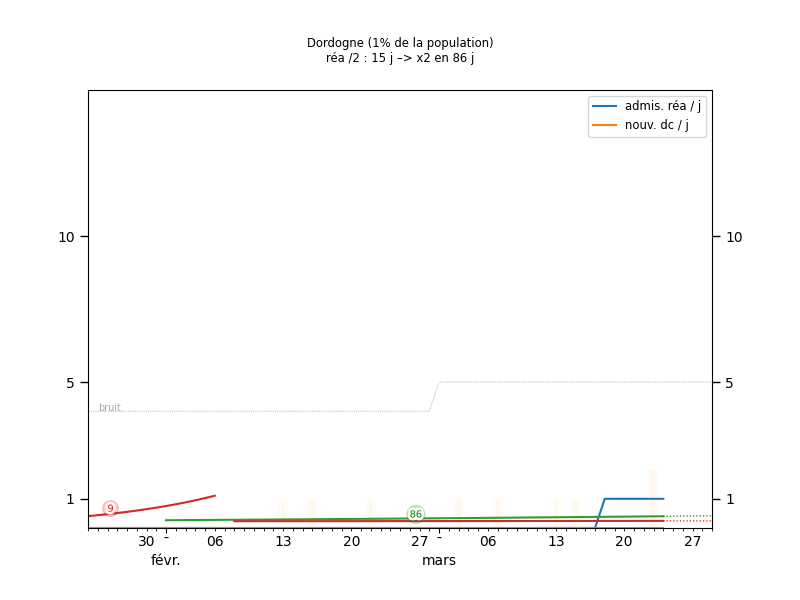 Dordogne (1% de la population)
réa /2 : 15 j –> x2 en 86 j
admis. réa / j
nouv. dc / j
10
10
5
5
bruit
1
1
9
86
30
06
13
20
27
06
13
20
27
févr.
mars